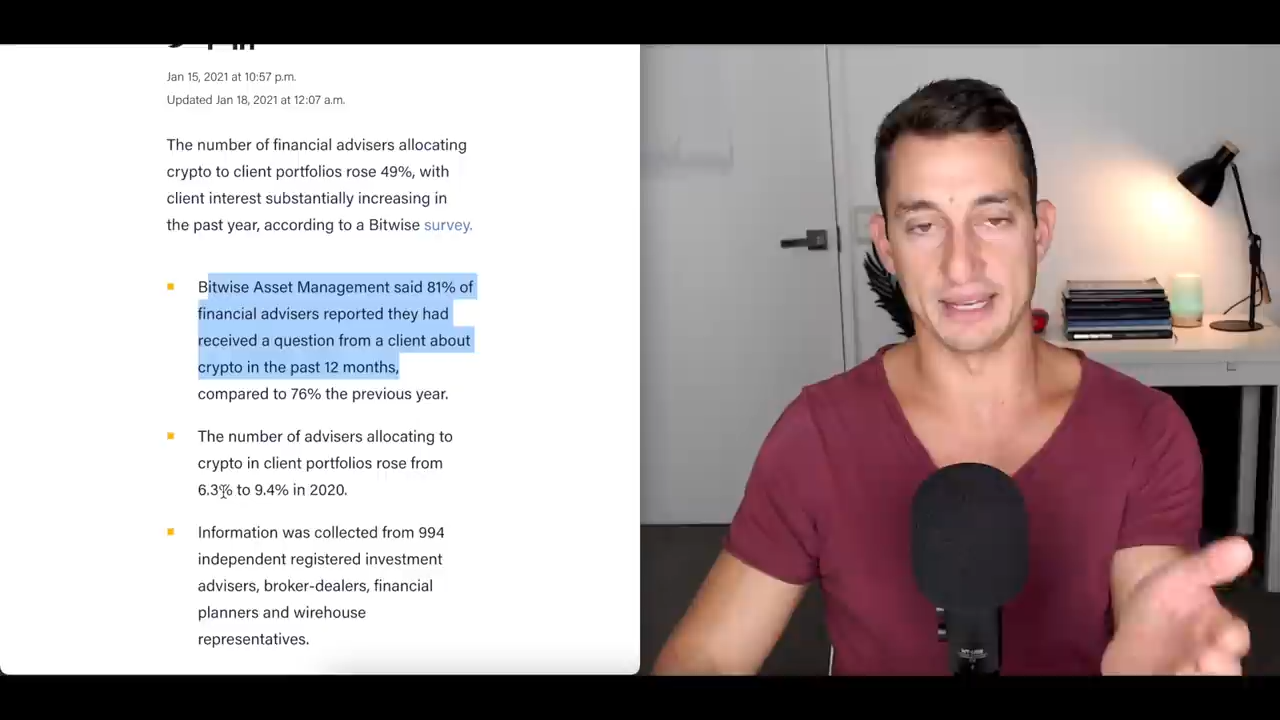 Jan 15, 2021 at 10:57 p.m.
Updated Jan 18, 2021 at 12:07 a.m.
The number of financial advisers allocating
crypto to client portfolios rose 49%, with
client interest substantially increasing in
the past year, according to a Bitwise survey.
Bitwise Asset Management said 81% of
financial advisers reported they had
received a question from a client about
crypto in the past 12 months,
compared to 76% the previous year.
The number of advisers allocating to
crypto in client portfolios rose from
6.3% to 9.4% in 2020.
Information was collected from 994
independent registered investment
advisers, broker-dealers, financial
planners and wirehouse
representatives.